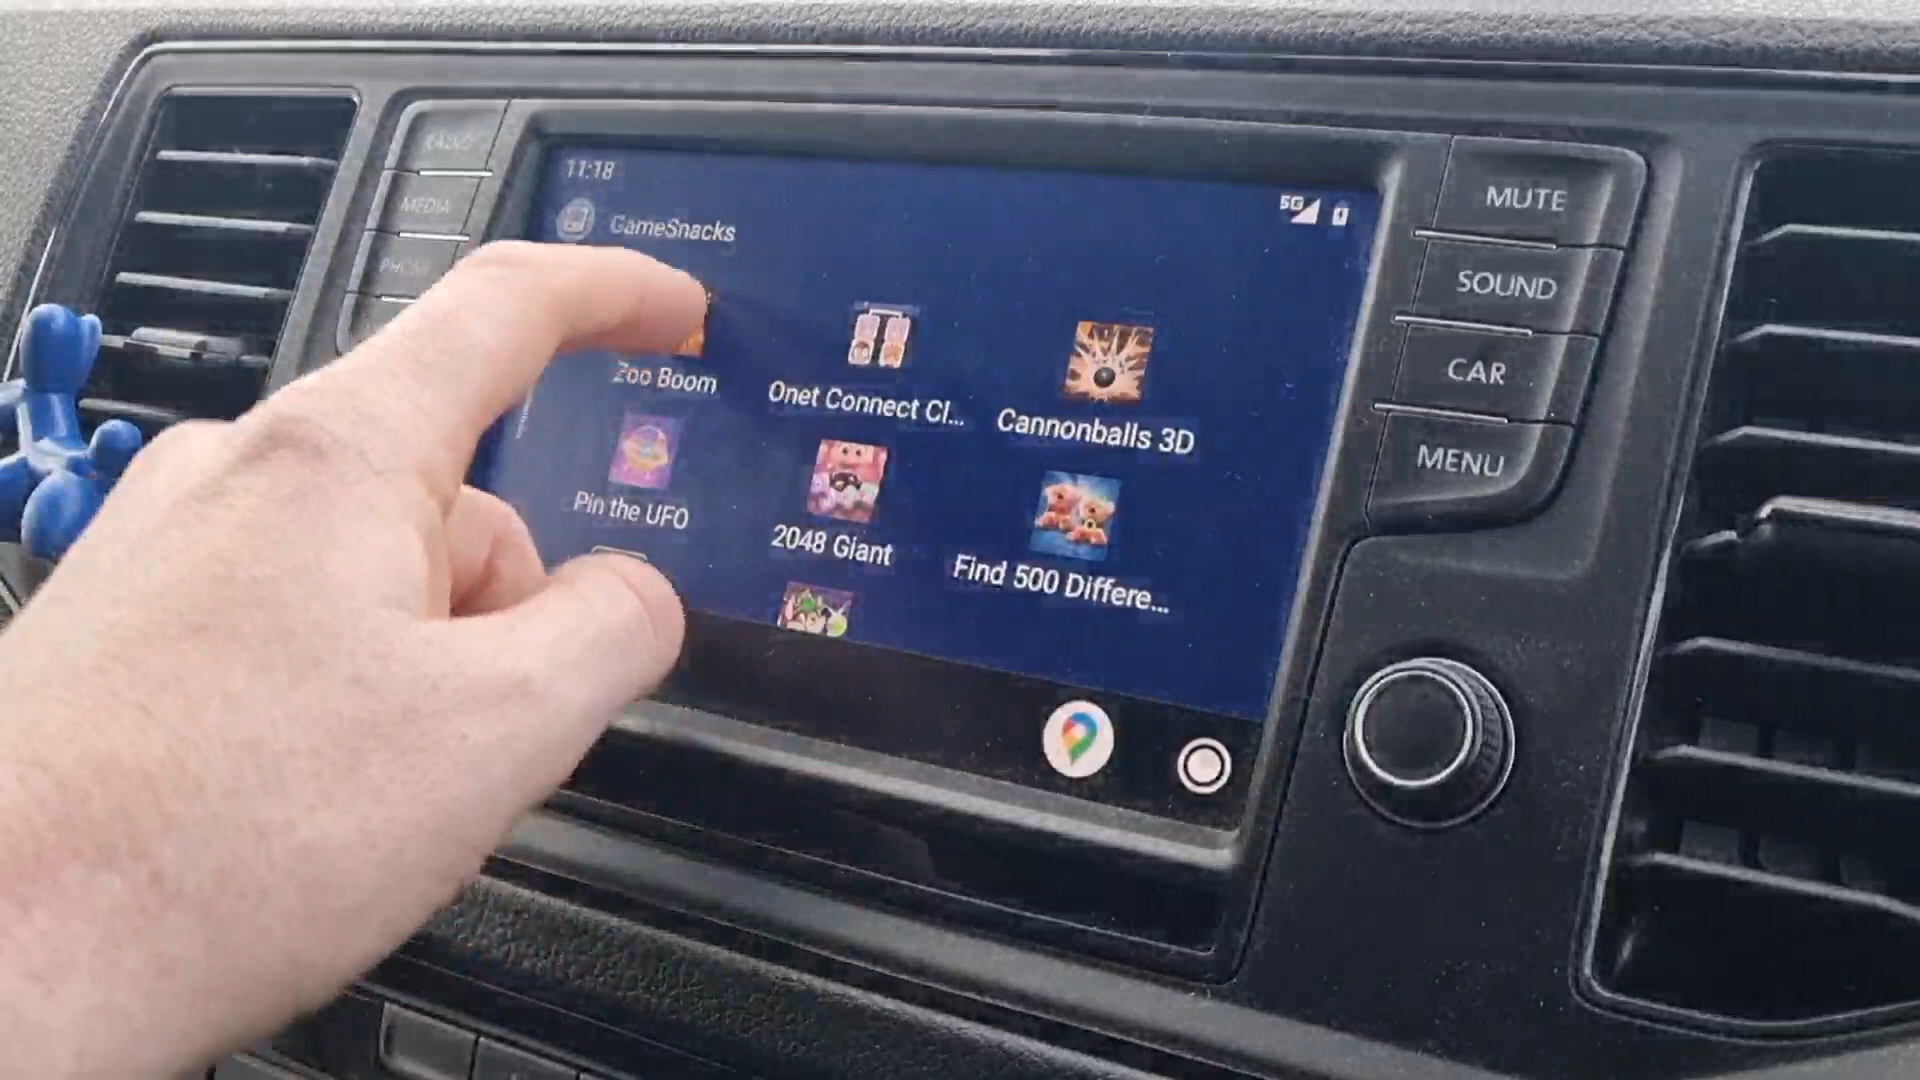 RADIO
MEDIA
PHONE
11:18
5G
GameSnacks
Zoo Boom
Onet Connect Cl...
Cannonballs 3D
Pin the UFO
2048 Giant
Find 500 Differe...
MUTE
SOUND
CAR
MENU